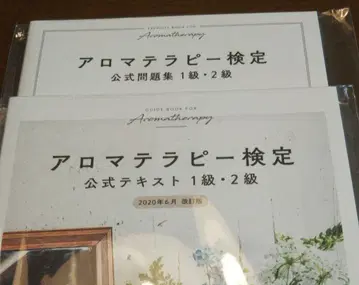 Aromatherapy
アロマテラピー検定
公式問題集 1級・2級
GUIDE BOOK FOR
Aromatherapy
アロマテラピー検定
公式テキスト 1級・2級
2020年6月 改訂版